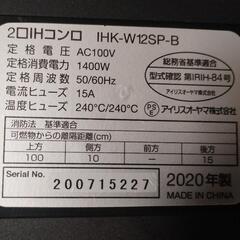 2口IHコンロ IHK-W12SP-B
定格電圧 AC100V
定格消費電力 1400W
定格周波数 50/60Hz
電流ヒューズ 15A
温度ヒューズ 240℃/240℃
総務省基準適合
型式確認 第IRIH-84号
PSE
アイリスオーヤマ株式会社
消防法 基準適合
可燃物からの離隔距離(cm)
上方 側方 前方 後方
100 10 － 15
Serial No.
200715227
2020年製
MADE IN CHINA